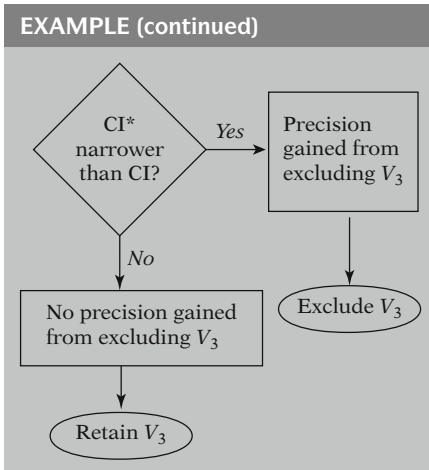 EXAMPLE (continued)
CI*
narrower
than CI?
Yes
Precision
gained from
excluding V₃
No
Exclude V₃
No precision gained
from excluding V₃
Retain V₃